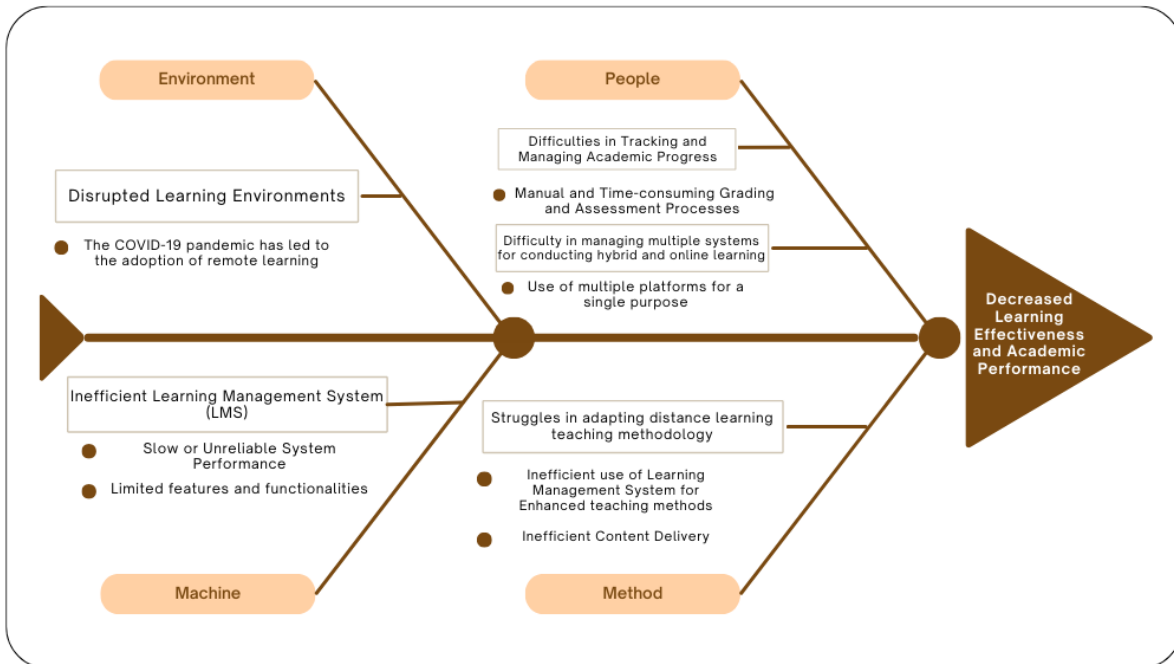 Environment
Disrupted Learning Environments
The COVID-19 pandemic has led to
the adoption of remote learning
People
Difficulties in Tracking and
Managing Academic Progress
Manual and Time-consuming Grading
and Assessment Processes
Difficulty in managing multiple systems
for conducting hybrid and online learning
Use of multiple platforms for a
single purpose
Decreased
Learning
Effectiveness
and Academic
Performance
Inefficient Learning Management System
(LMS)
Slow or Unreliable System
Performance
Limited features and functionalities
Machine
Struggles in adapting distance learning
teaching methodology
Inefficient use of Learning
Management System for
Enhanced teaching methods
Inefficient Content Delivery
Method